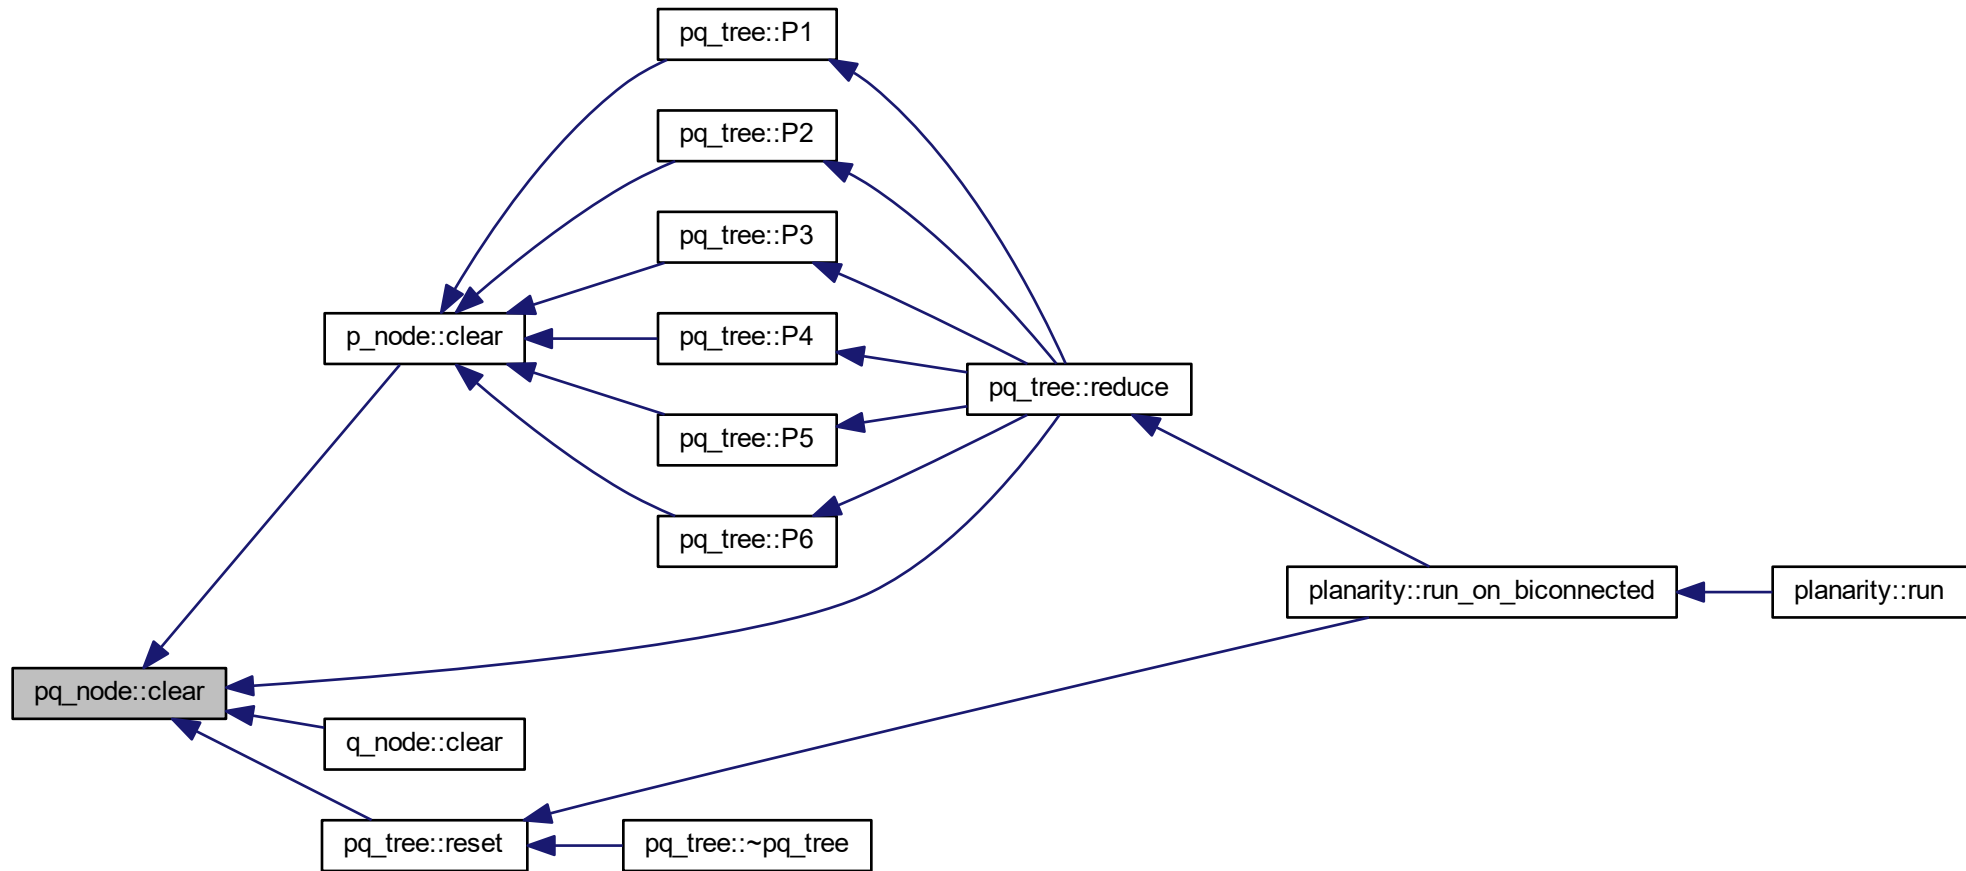 pq_tree::P1
pq_tree::P2
pq_tree::P3
p_node::clear
pq_tree::P4
pq_tree::reduce
pq_tree::P5
pq_tree::P6
planarity::run_on_biconnected
planarity::run
pq_node::clear
q_node::clear
pq_tree::reset
pq_tree::~pq_tree